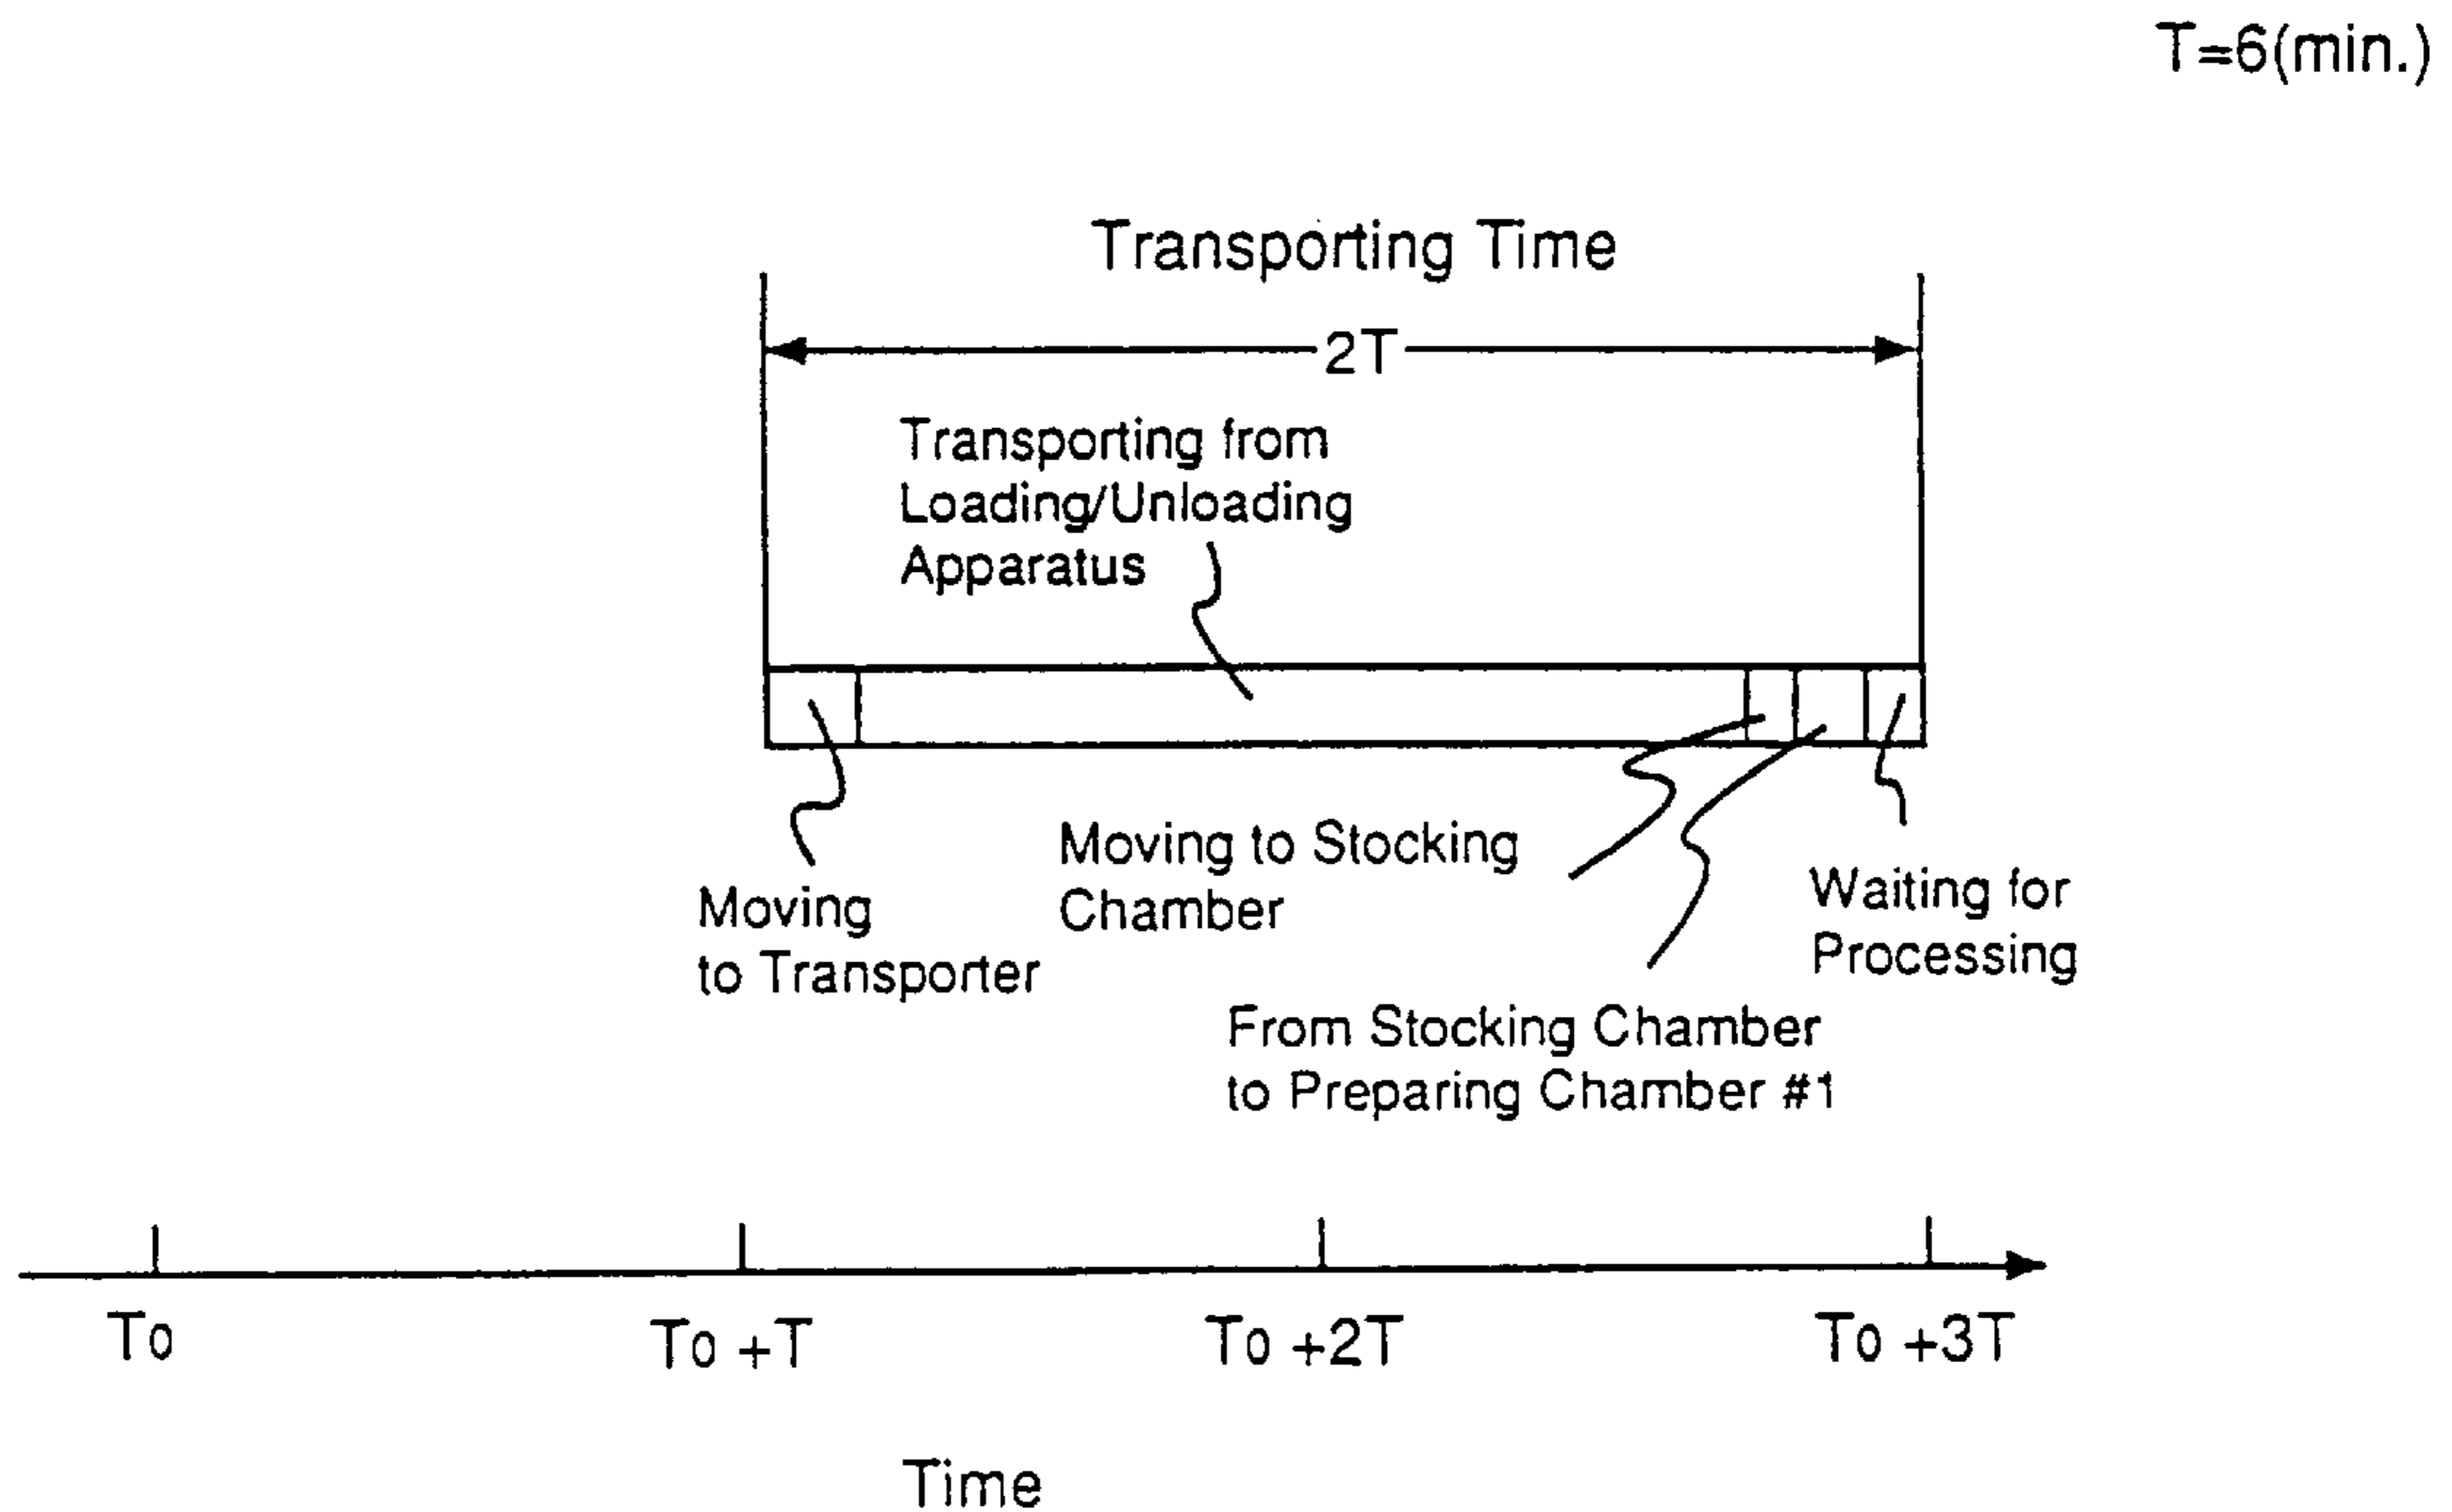 T=6(min.)
Transporting Time
2T
Transporting from
Loading/Unloading
Apparatus
Moving to Stocking
Chamber
Moving
to Transporter
Waiting for
Processing
From Stocking Chamber
to Preparing Chamber #1
To
To +T
To +2T
To +3T
Time